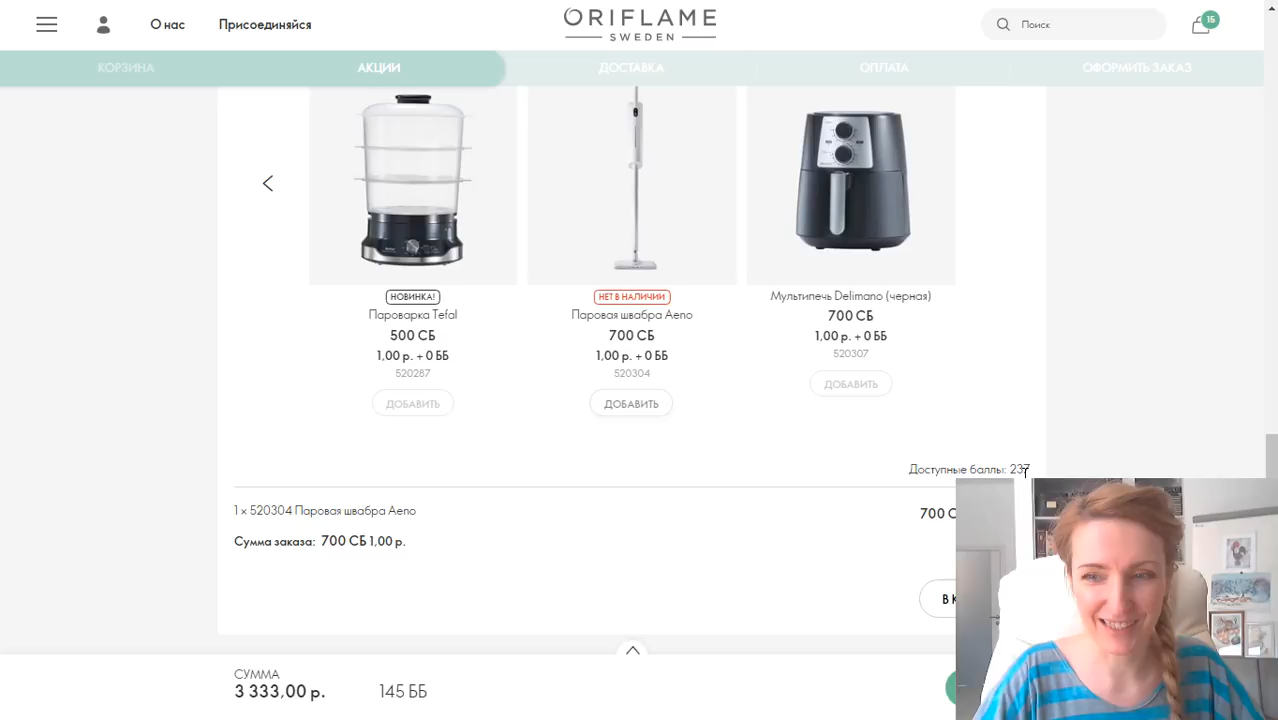 О нас
Присоединяйся
ORIFLAME
SWEDEN
Поиск
15
КОРЗИНА
АКЦИИ
ДОСТАВКА
ОПЛАТА
ОФОРМИТЬ ЗАКАЗ
НОВИНКА!
Пароварка Tefal
500 СБ
1,00 р. + 0 ББ
520287
ДОБАВИТЬ
НЕТ В НАЛИЧИИ
Паровая швабра Aeno
700 СБ
1,00 р. + 0 ББ
520304
ДОБАВИТЬ
Мультипечь Delimano (черная)
700 СБ
1,00 р. + 0 ББ
520307
ДОБАВИТЬ
Доступные баллы: 237
1 × 520304 Паровая швабра Aeno
700
Сумма заказа: 700 СБ 1,00 р.
СУММА
3 333,00 р.
145 ББ